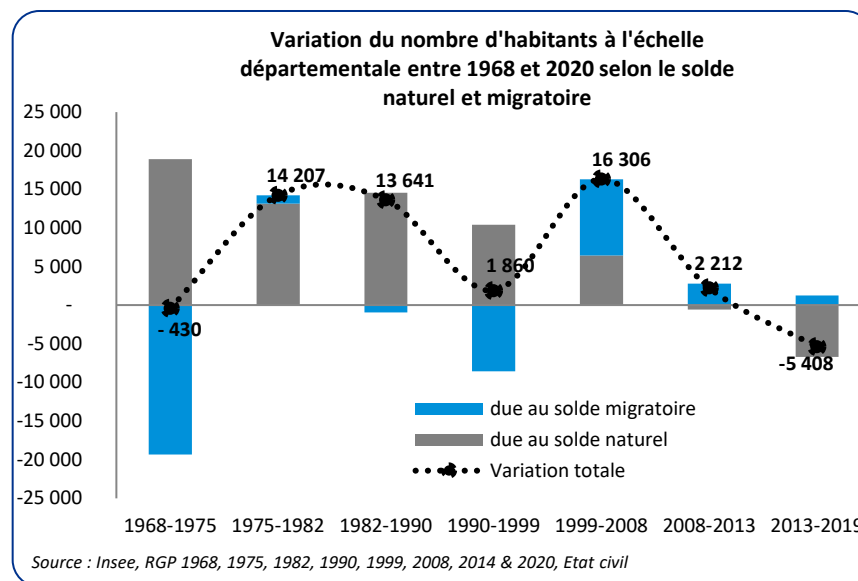 Variation du nombre d'habitants à l'échelle
départementale entre 1968 et 2020 selon le solde
naturel et migratoire
25 000
20 000
15 000
10 000
5 000
-
-5 000
-10 000
-15 000
-20 000
-25 000
- 430
14 207
13 641
1 860
16 306
2 212
-5 408
due au solde migratoire
due au solde naturel
Variation totale
1968-1975 1975-1982 1982-1990 1990-1999 1999-2008 2008-2013 2013-2019
Source : Insee, RGP 1968, 1975, 1982, 1990, 1999, 2008, 2014 & 2020, Etat civil